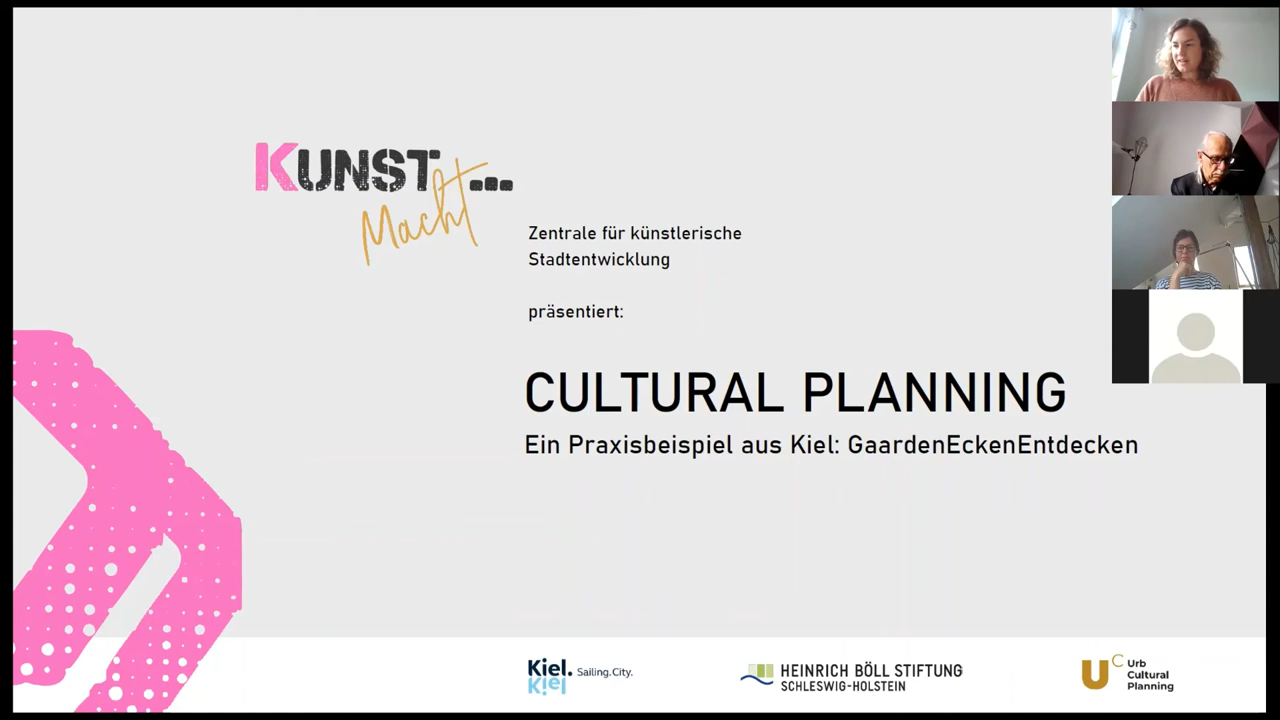 KUNST...
Macht
Zentrale für künstlerische
Stadtentwicklung
präsentiert:
CULTURAL PLANNING
Ein Praxisbeispiel aus Kiel: GaardenEckenEntdecken
Kiel. Sailing.City.
Kiel
HEINRICH BÖLL STIFTUNG
SCHLESWIG-HOLSTEIN
UC Urb
Cultural
Planning